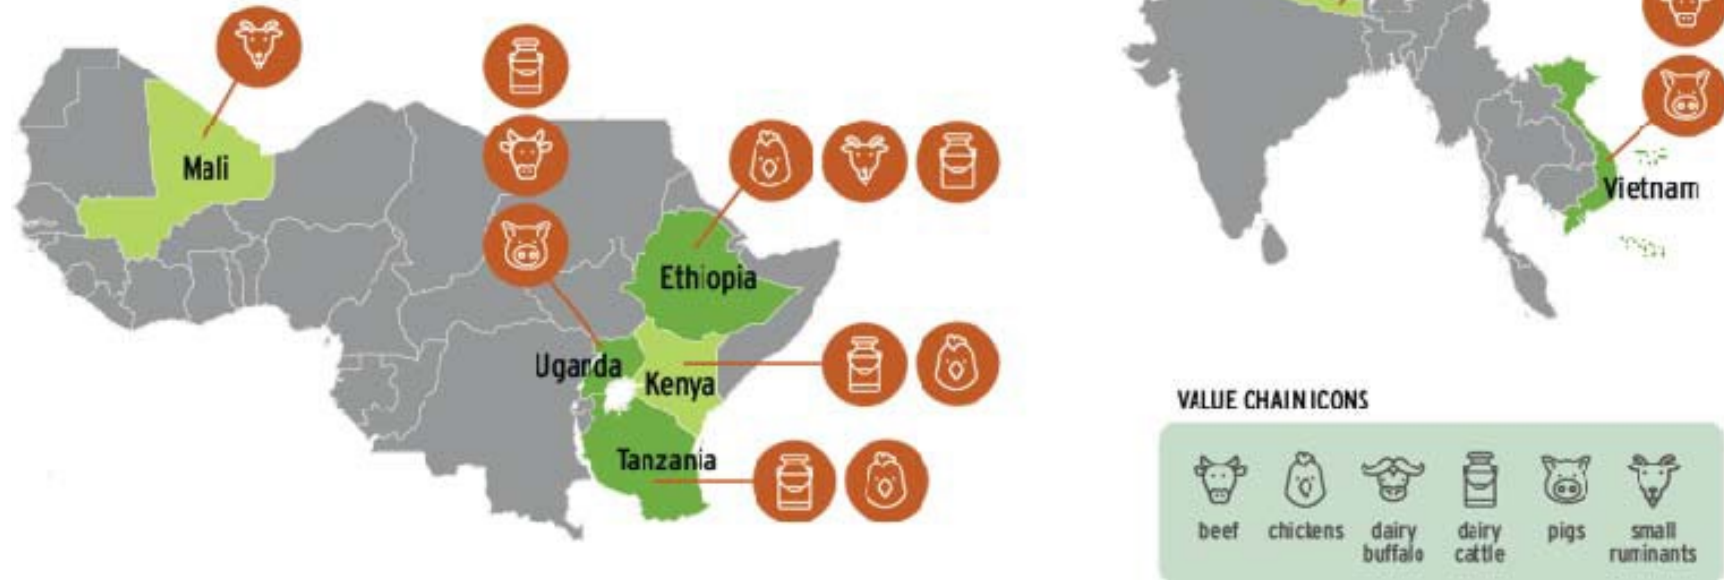 Mali
Ethiopia
Uganda
Kenya
Tanzania
Vietnam
VALUE CHAIN ICONS
beef
chickens
dairy
buffalo
dairy
cattle
pigs
small
ruminants